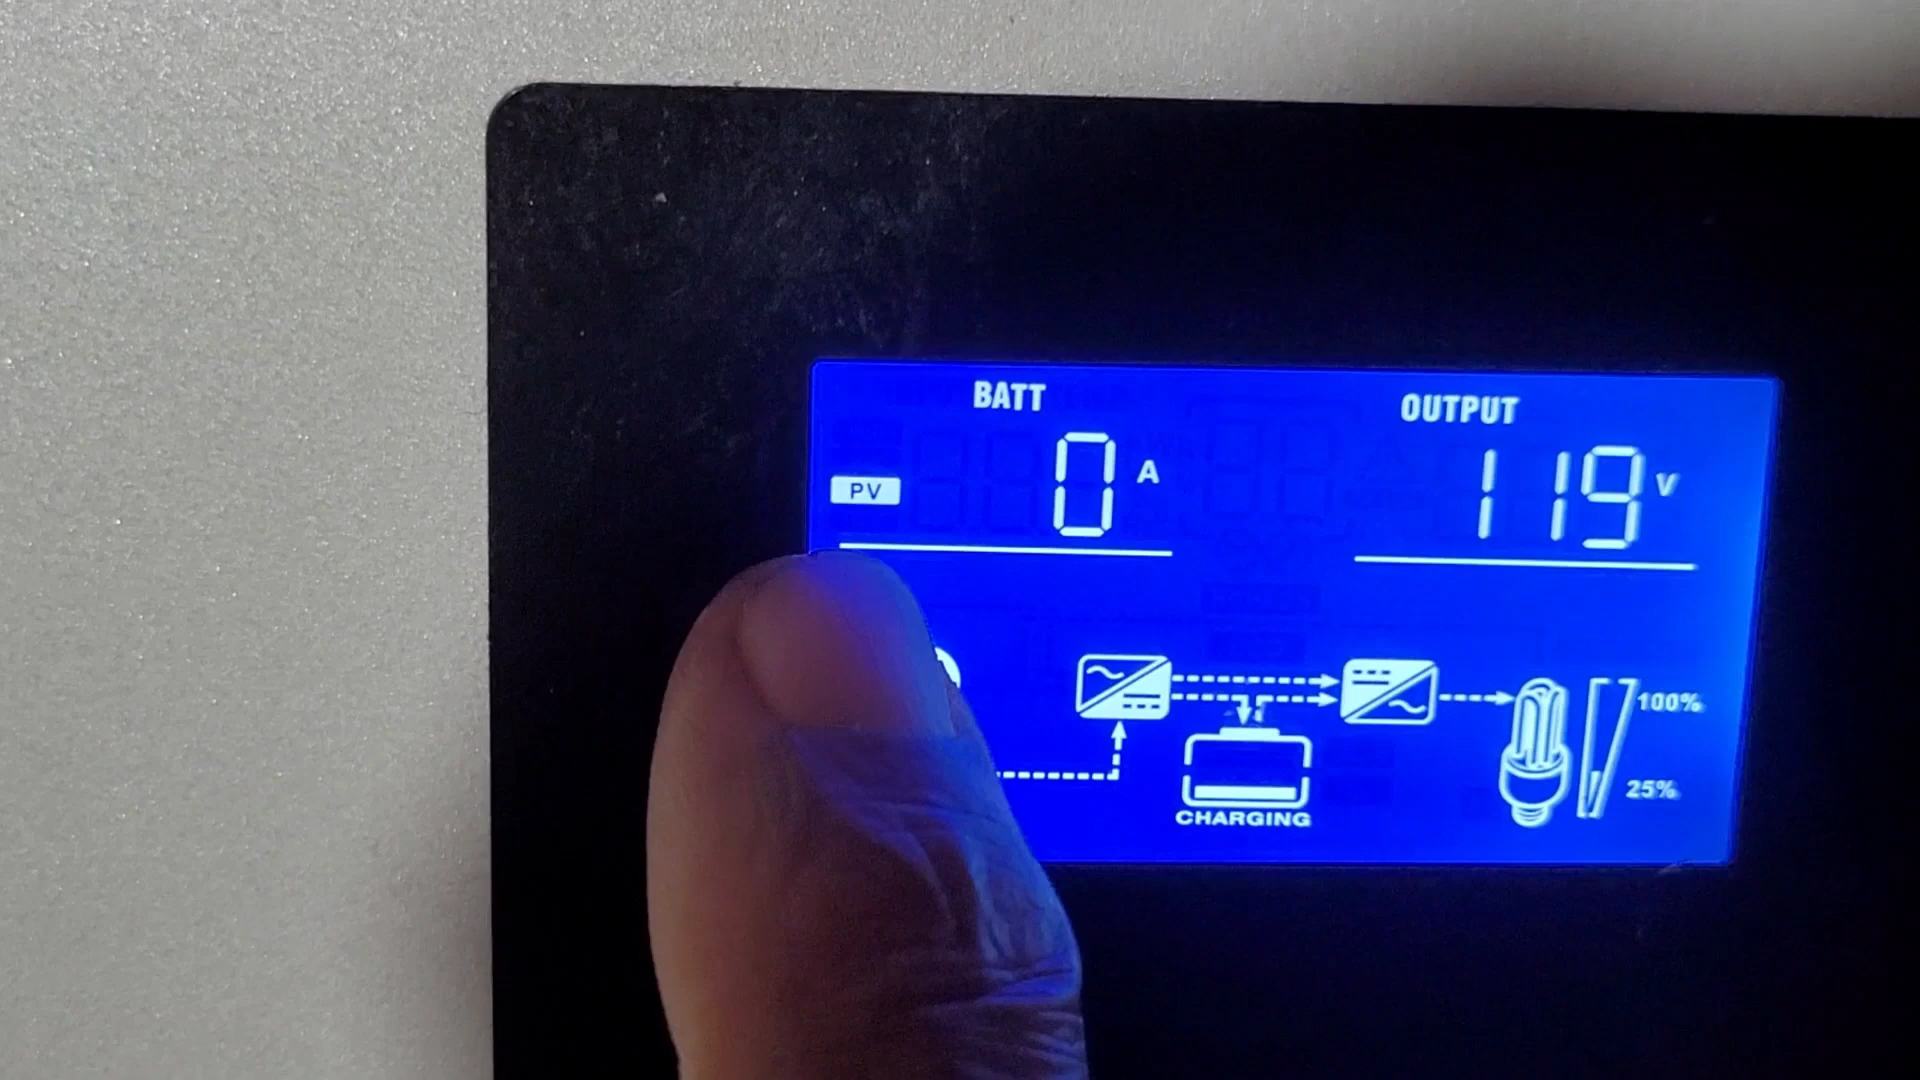 BATT
OUTPUT
PV
0 A
119 V
100%
25%
CHARGING